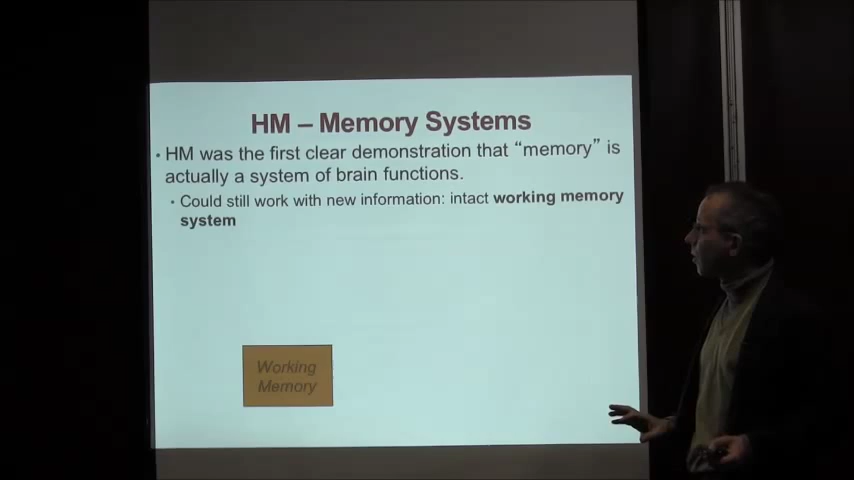 HM – Memory Systems
• HM was the first clear demonstration that “memory” is
actually a system of brain functions.
• Could still work with new information: intact working memory
system
Working
Memory